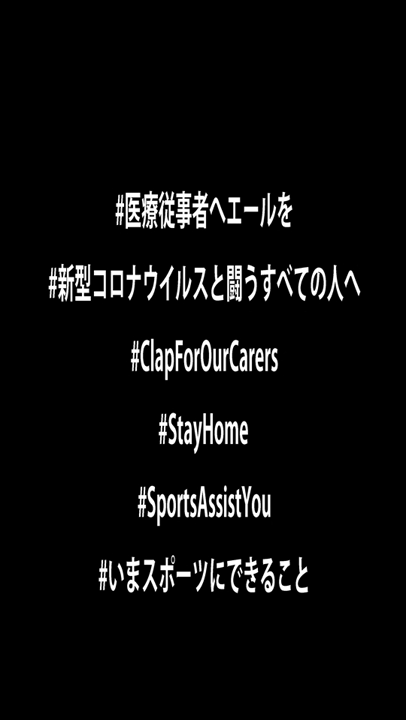 #医療従事者へエールを
#新型コロナウイルスと闘うすべての人へ
#ClapForOurCarers
#StayHome
#SportsAssistYou
#いまスポーツにできること